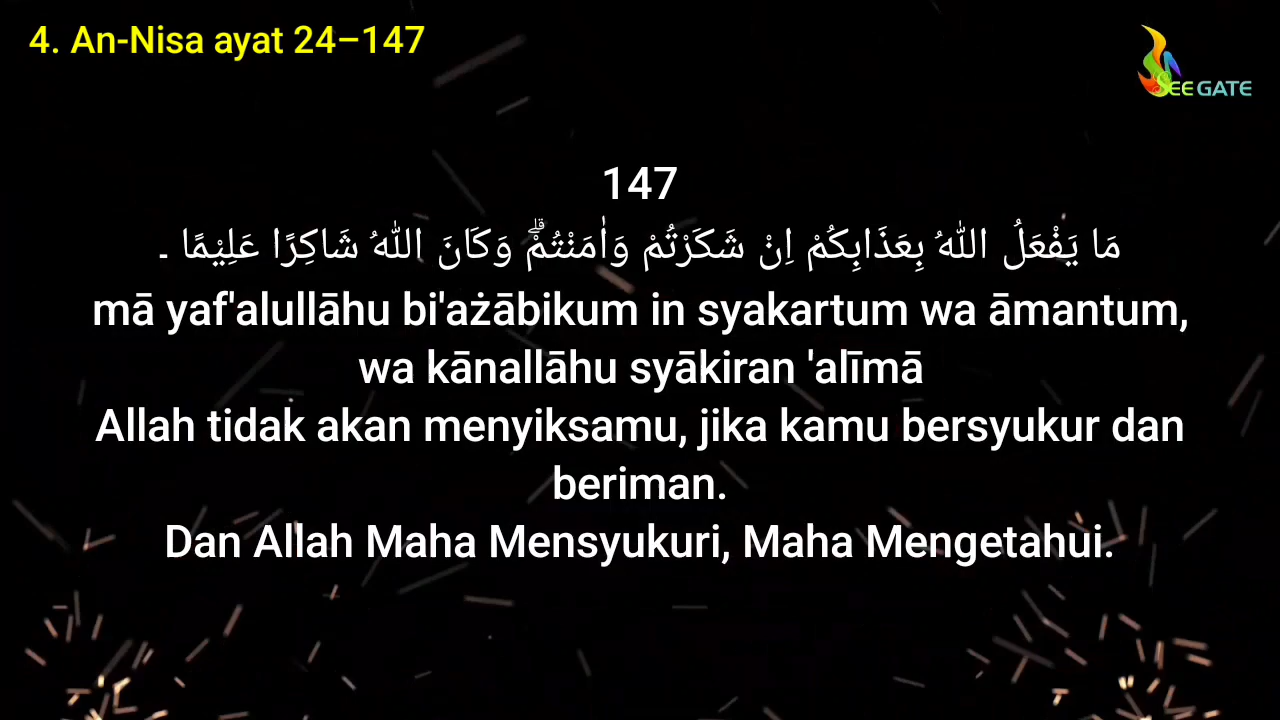 4. An-Nisa ayat 24–147
SEE GATE
147
مَا يَفْعَلُ اللّٰهُ بِعَذَابِكُمْ اِنْ شَكَرْتُمْ وَاٰمَنْتُمْۗ وَكَانَ اللّٰهُ شَاكِرًا عَلِيْمًا ۔
mā yaf'alullāhu bi'ażābikum in syakartum wa āmantum,
wa kānallāhu syākiran 'alīmā
Allah tidak akan menyiksamu, jika kamu bersyukur dan
beriman.
Dan Allah Maha Mensyukuri, Maha Mengetahui.